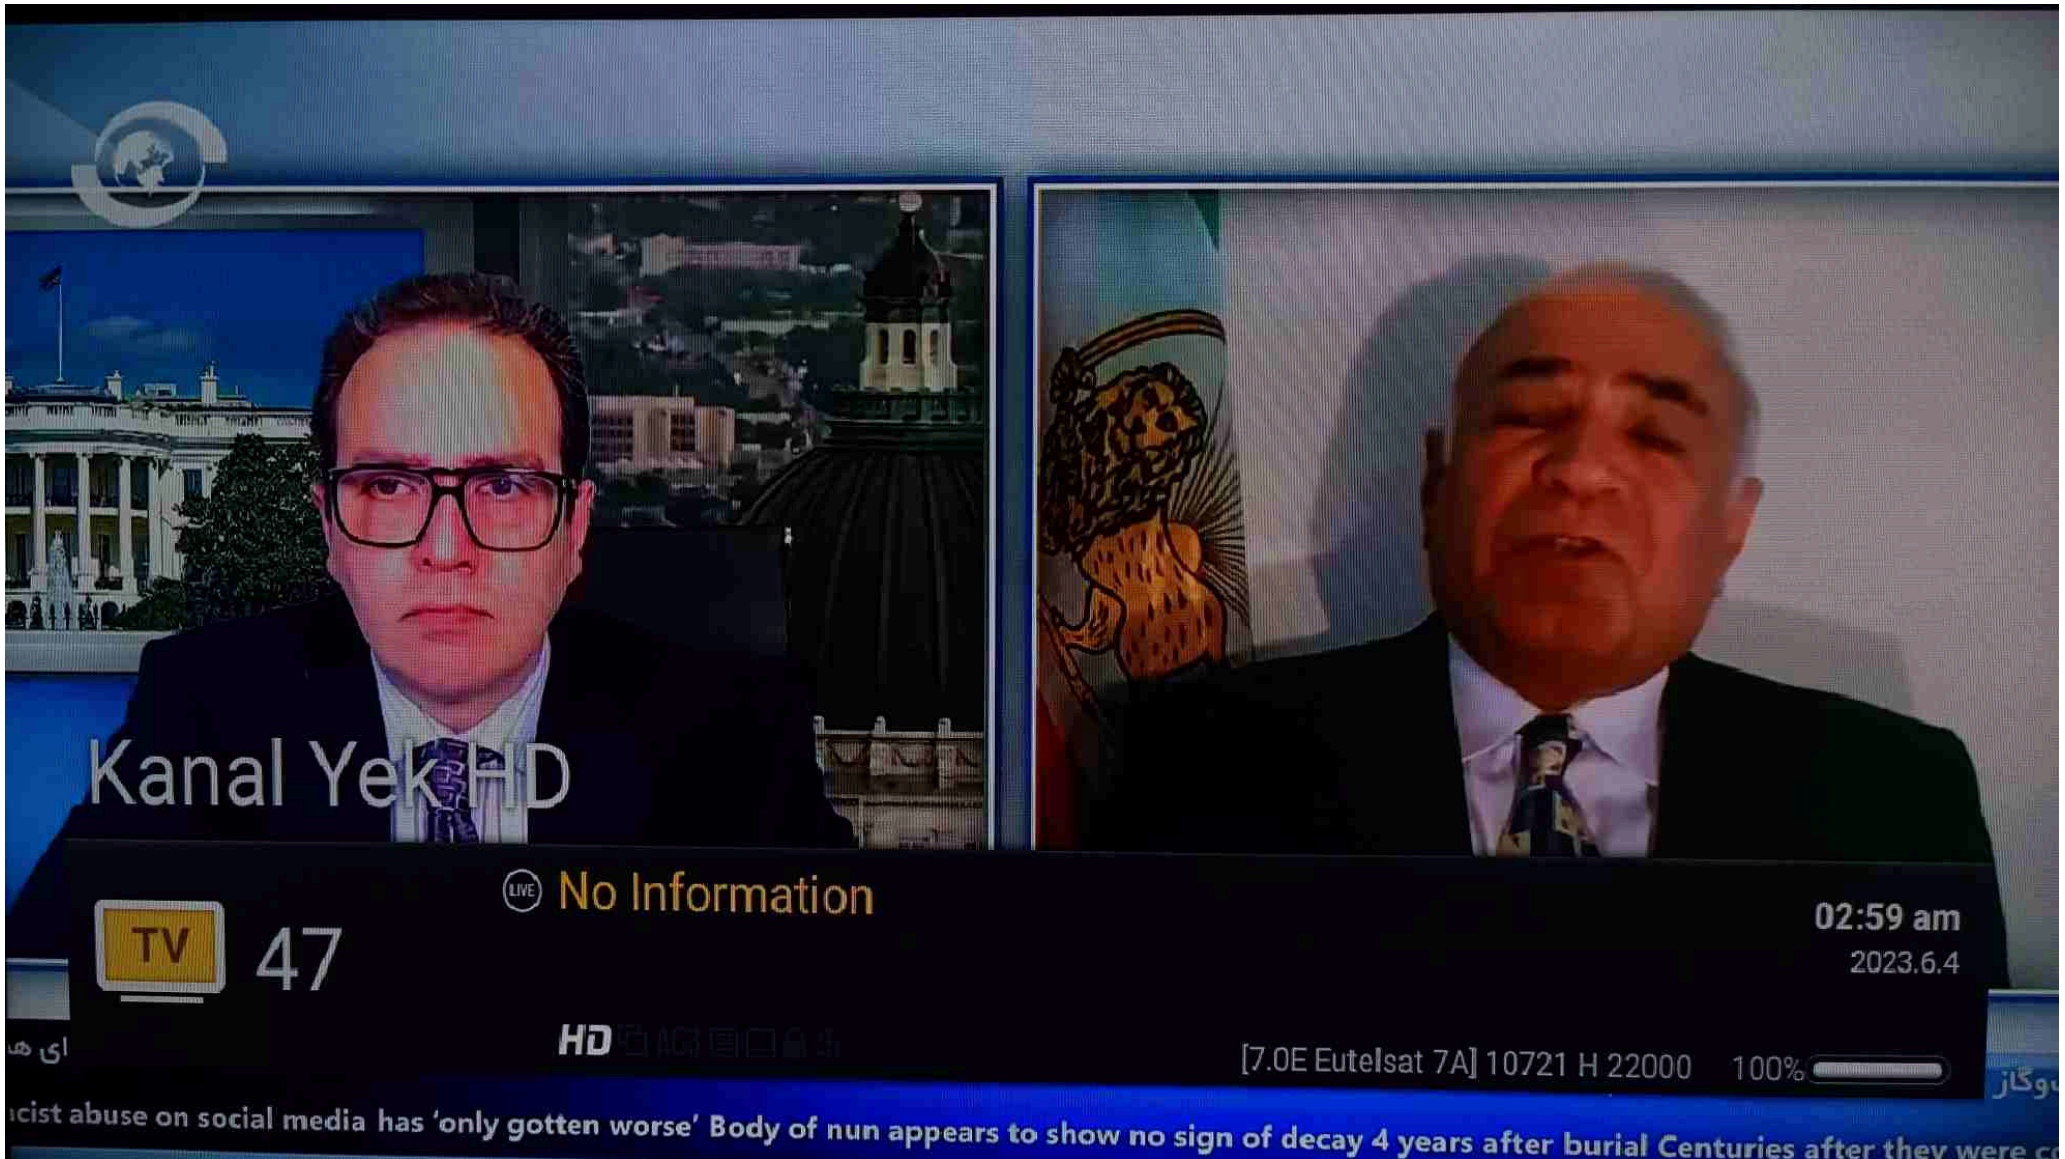 Kanal Yek HD
LIVE No Information
TV 47
02:59 am
2023.6.4
HD
[7.0E Eutelsat 7A] 10721 H 22000 100%
ای
abuse on social media has ‘only gotten worse’ Body of nun appears to show no sign of decay 4 years after burial Centuries after they were